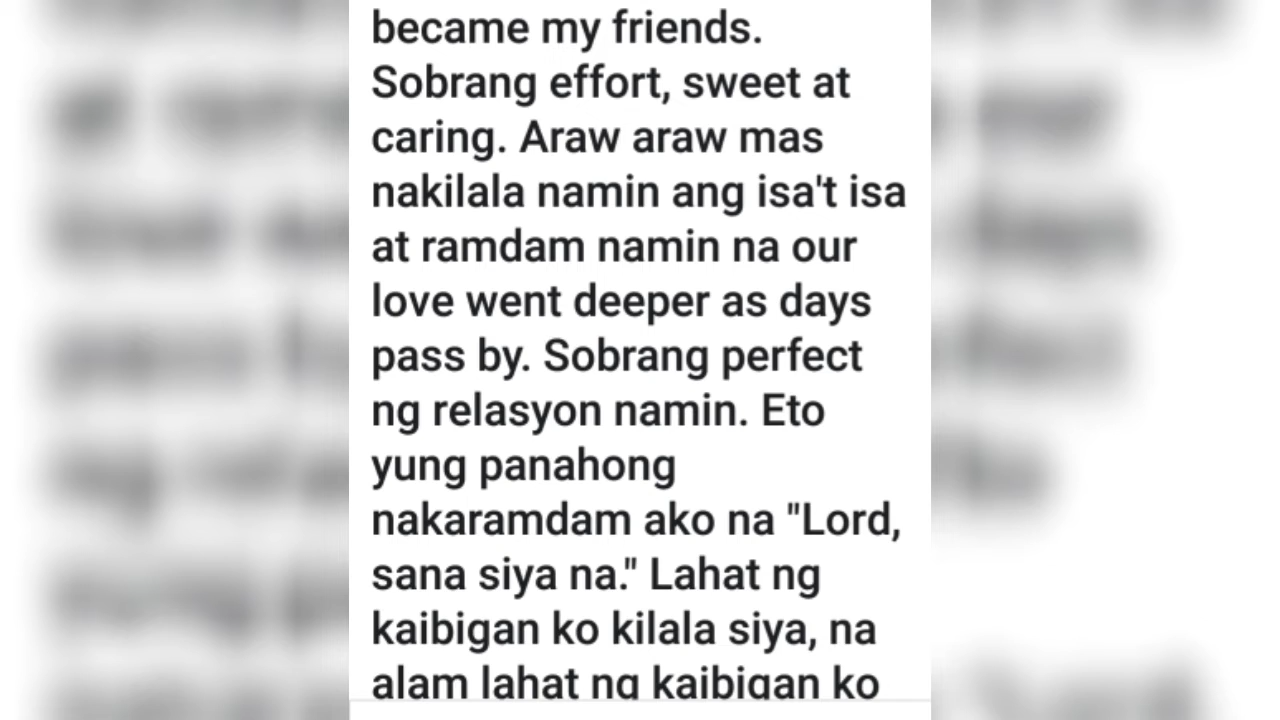 became my friends.
Sobrang effort, sweet at
caring. Araw araw mas
nakilala namin ang isa't isa
at ramdam namin na our
love went deeper as days
pass by. Sobrang perfect
ng relasyon namin. Eto
yung panahong
nakaramdam ako na "Lord,
sana siya na." Lahat ng
kaibigan ko kilala siya, na
alam lahat ng kaibigan ko